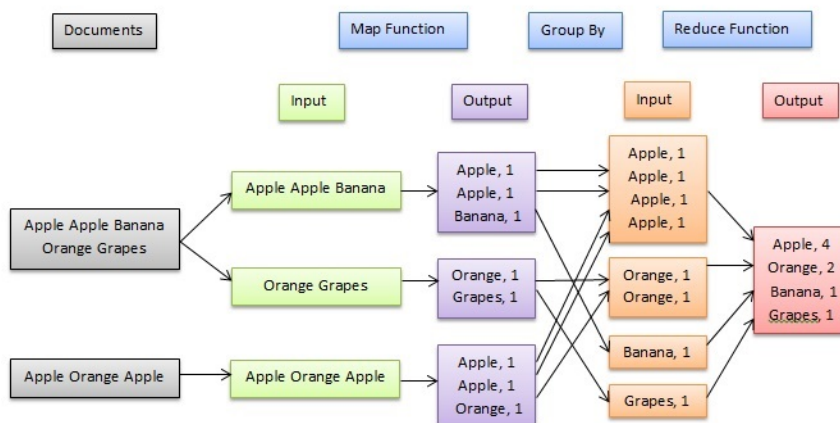 Documents
Map Function
Group By
Reduce Function
Input
Output
Input
Output
Apple Apple Banana
Orange Grapes
Apple Orange Apple
Apple Apple Banana
Orange Grapes
Apple Orange Apple
Apple, 1
Apple, 1
Banana, 1
Orange, 1
Grapes, 1
Apple, 1
Apple, 1
Orange, 1
Apple, 1
Apple, 1
Apple, 1
Apple, 1
Orange, 1
Orange, 1
Banana, 1
Grapes, 1
Apple, 4
Orange, 2
Banana, 1
Grapes, 1